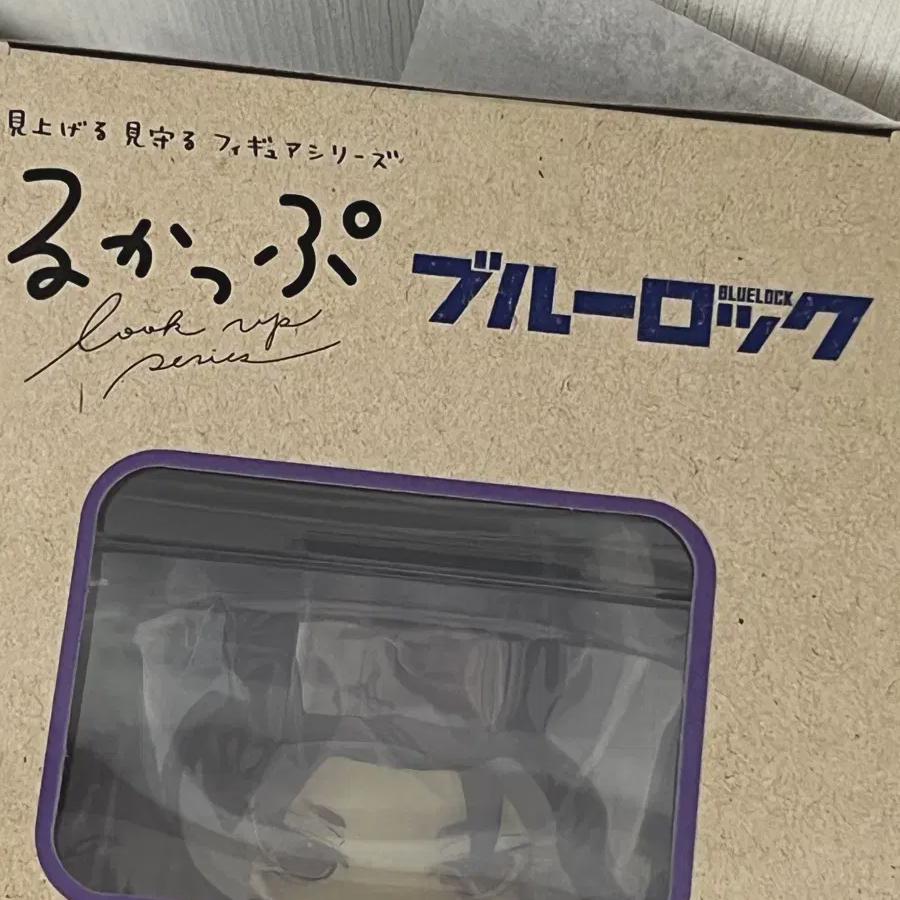 見上げる 見守る フィギュアシリーズ
るかっぷ
look up
series
ブルーロック
BLUELOCK